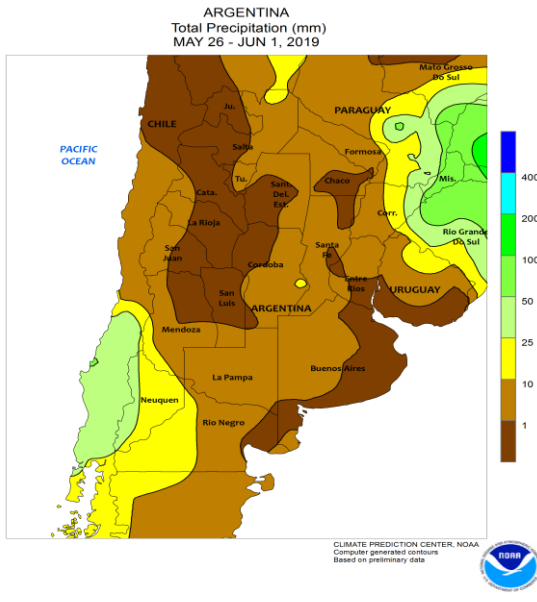 ARGENTINA
Total Precipitation (mm)
MAY 26 - JUN 1, 2019
Mato Grosso
Do Sul
Ju.
PARAGUAY
CHILE
PACIFIC
OCEAN
Salta
Formosa
Tu.
Chaco
Mis.
Cata.
Sant.
Del.
Est.
Corr.
La Rioja
Rio Grande
Do Sul
San
Juan
Santa
Fe
Cordoba
Entre
Rios
URUGUAY
San
Luis
ARGENTINA
Mendoza
La Pampa
Buenos Aires
Neuquen
Rio Negro
400
200
100
50
25
10
1
CLIMATE PREDICTION CENTER, NOAA
Computer generated contours
Based on preliminary data
NOAA